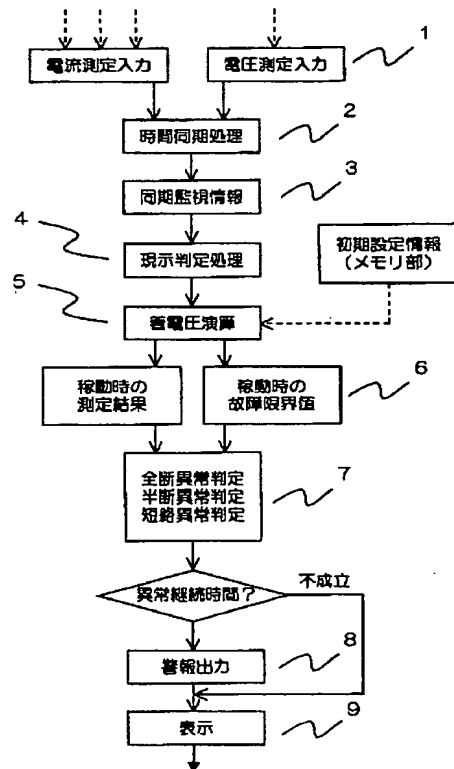 1
電流測定入力
電圧測定入力
2
時間同期処理
3
同期監視情報
4
現示判定処理
初期設定情報
(メモリ部)
5
着電圧演算
6
稼動時の
測定結果
稼動時の
故障限界値
7
全断異常判定
半断異常判定
短絡異常判定
異常継続時間?
不成立
8
警報出力
9
表示